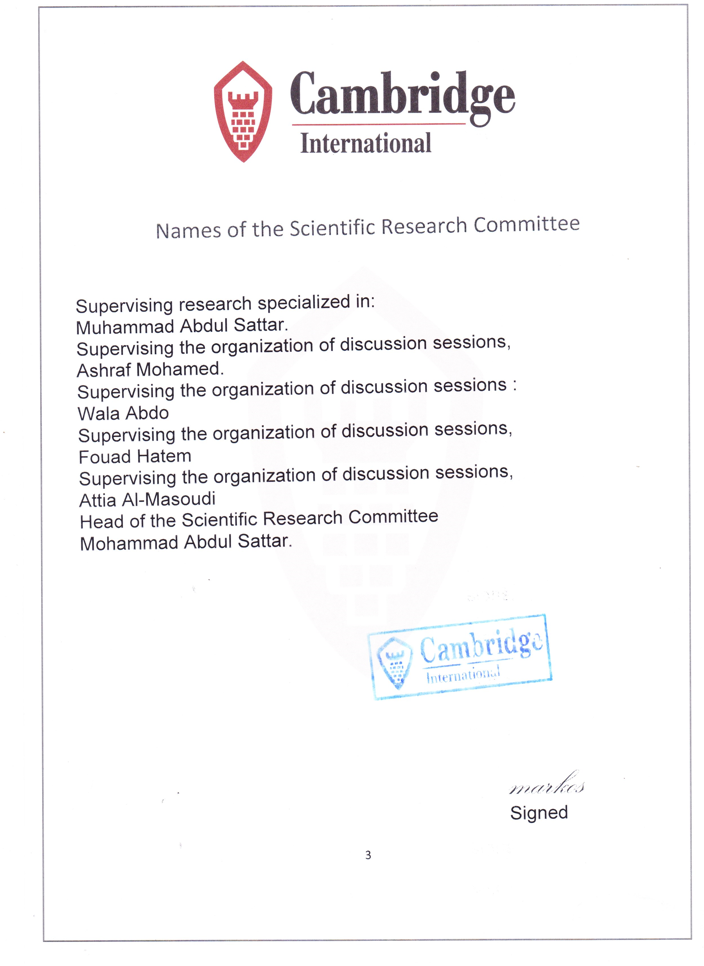 Cambridge
International
Names of the Scientific Research Committee
Supervising research specialized in:
Muhammad Abdul Sattar.
Supervising the organization of discussion sessions,
Ashraf Mohamed.
Supervising the organization of discussion sessions :
Wala Abdo
Supervising the organization of discussion sessions,
Fouad Hatem
Supervising the organization of discussion sessions,
Attia Al-Masoudi
Head of the Scientific Research Committee
Mohammad Abdul Sattar.
Cambridge
International
markos
Signed
3